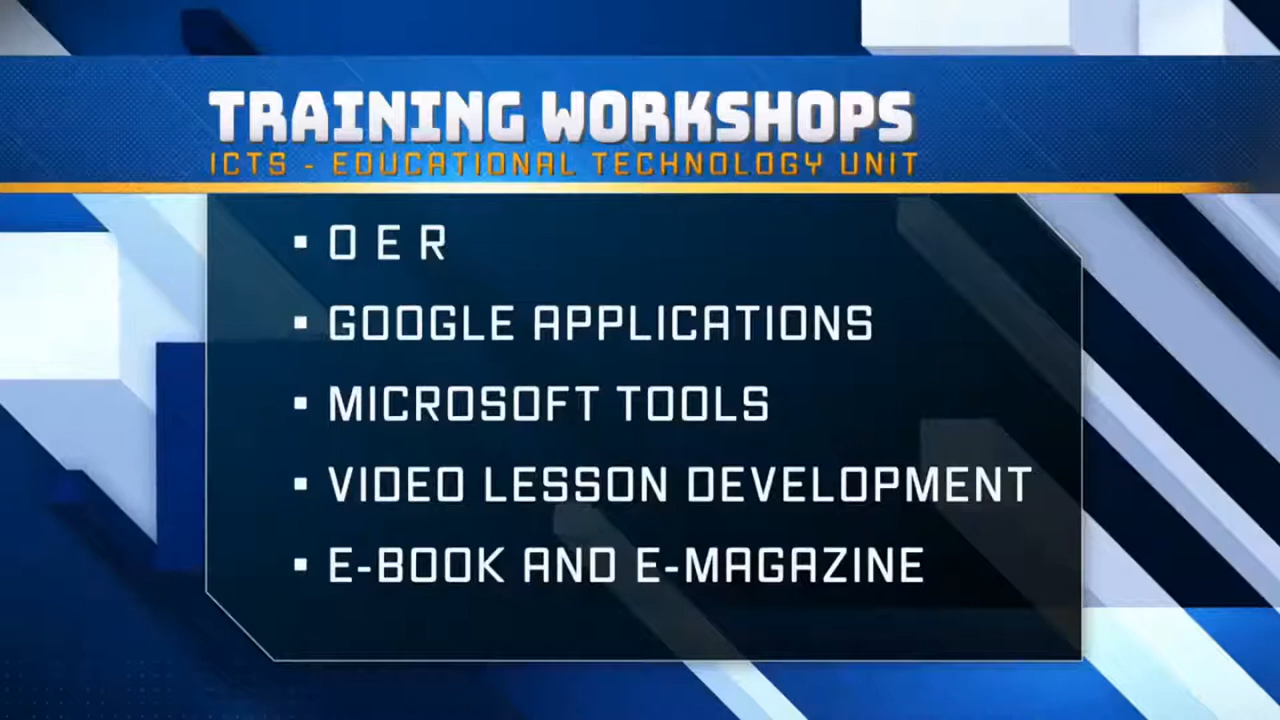 TRAINING WORKSHOPS
ICTS - EDUCATIONAL TECHNOLOGY UNIT
▪ O E R
▪ GOOGLE APPLICATIONS
▪ MICROSOFT TOOLS
▪ VIDEO LESSON DEVELOPMENT
▪ E-BOOK AND E-MAGAZINE